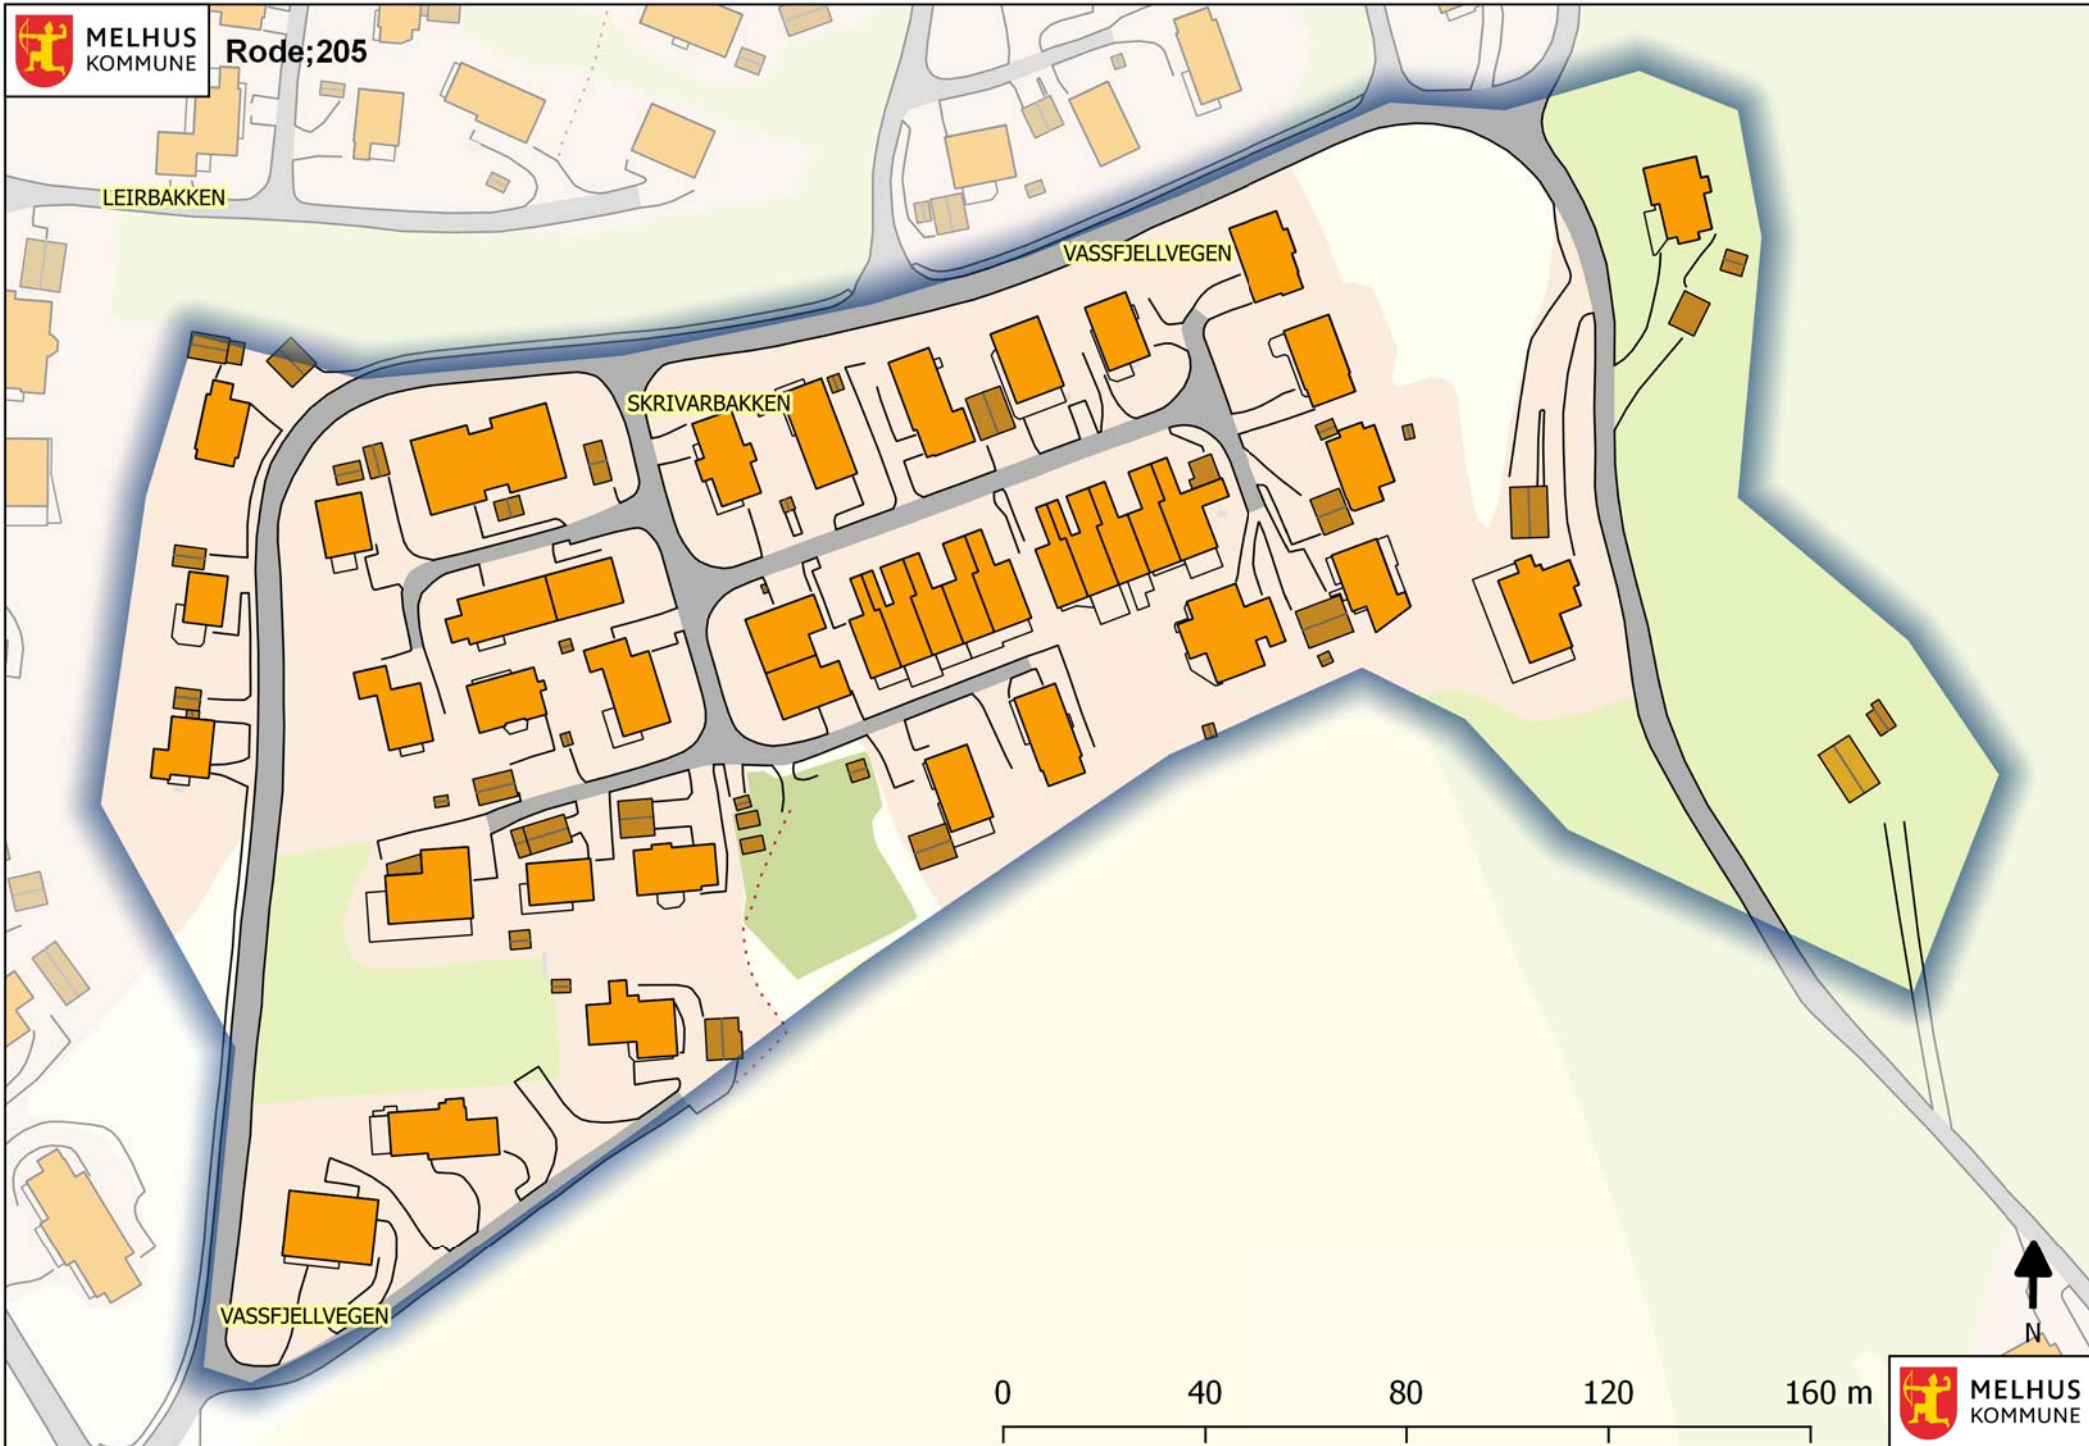 MELHUS
KOMMUNE
Rode;205
LEIRBAKKEN
VASSFJELLVEGEN
SKRIVARBAKKEN
VASSFJELLVEGEN
N
0 40 80 120 160 m
MELHUS
KOMMUNE